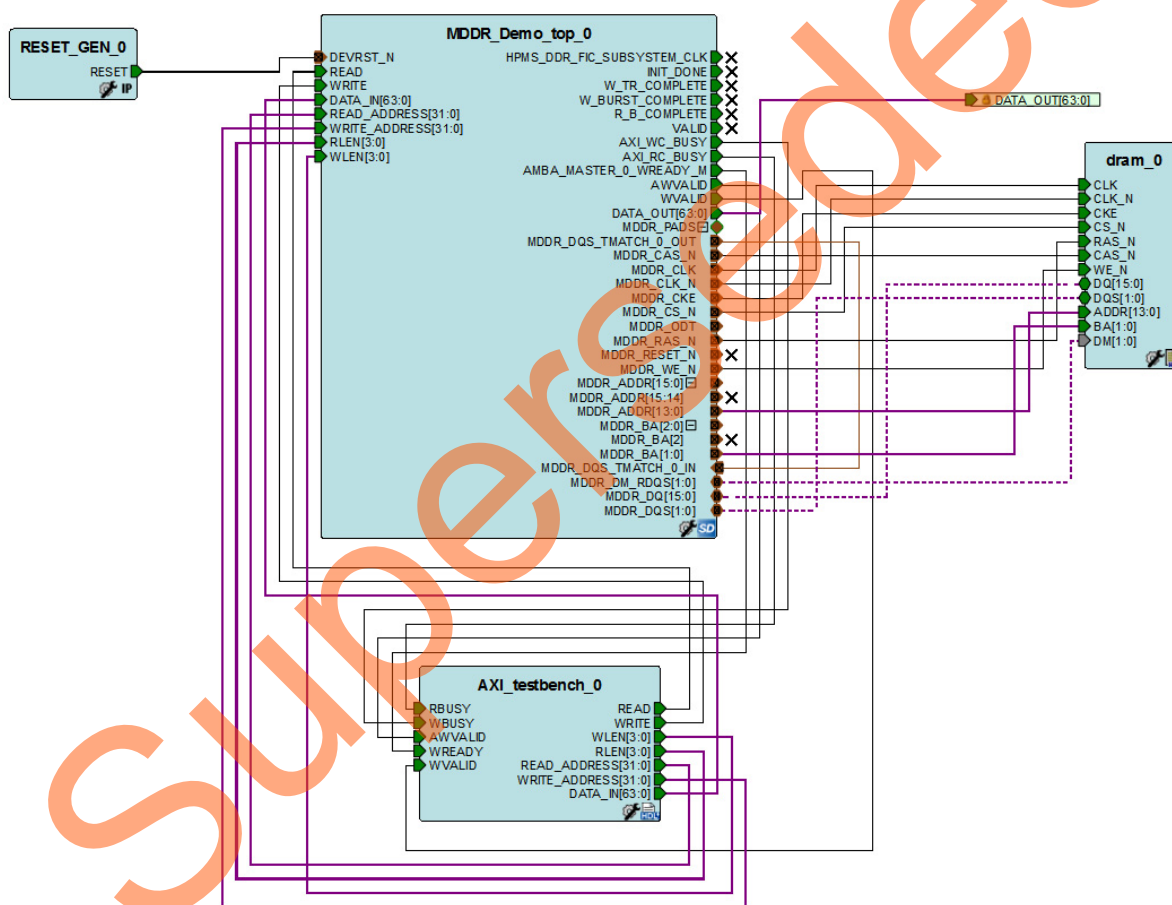 RESET_GEN_0
RESET
IP
MDDR_Demo_top_0
DEVRST_N
READ
WRITE
DATA_IN[63:0]
READ_ADDRESS[31:0]
WRITE_ADDRESS[31:0]
RLEN[3:0]
WLEN[3:0]
HPMS_DDR_FIC_SUBSYSTEM_CLK
INIT_DONE
W_TR_COMPLETE
W_BURST_COMPLETE
R_B_COMPLETE
VALID
AXI_WC_BUSY
AXI_RC_BUSY
AMBA_MASTER_0_WREADY_M
AWVALID
WVALID
DATA_OUT[63:0]
MDDR_PADS
MDDR_DQS_TMATCH_0_OUT
MDDR_CAS_N
MDDR_CLK
MDDR_CLK_N
MDDR_CKE
MDDR_CS_N
MDDR_ODT
MDDR_RAS_N
MDDR_RESET_N
MDDR_WE_N
MDDR_ADDR[15:0]
MDDR_ADDR[15:14]
MDDR_ADDR[13:0]
MDDR_BA[2:0]
MDDR_BA[2]
MDDR_BA[1:0]
MDDR_DQS_TMATCH_0_IN
MDDR_DM_RDQS[1:0]
MDDR_DQ[15:0]
MDDR_DQS[1:0]
SD
DATA_OUT[63:0]
dram_0
CLK
CLK_N
CKE
CS_N
RAS_N
CAS_N
WE_N
DQ[15:0]
DQS[1:0]
ADDR[13:0]
BA[1:0]
DM[1:0]
AXI_testbench_0
RBUSY
WBUSY
AWVALID
WREADY
WVALID
READ
WRITE
WLEN[3:0]
RLEN[3:0]
READ_ADDRESS[31:0]
WRITE_ADDRESS[31:0]
DATA_IN[63:0]
HDL
Superseded